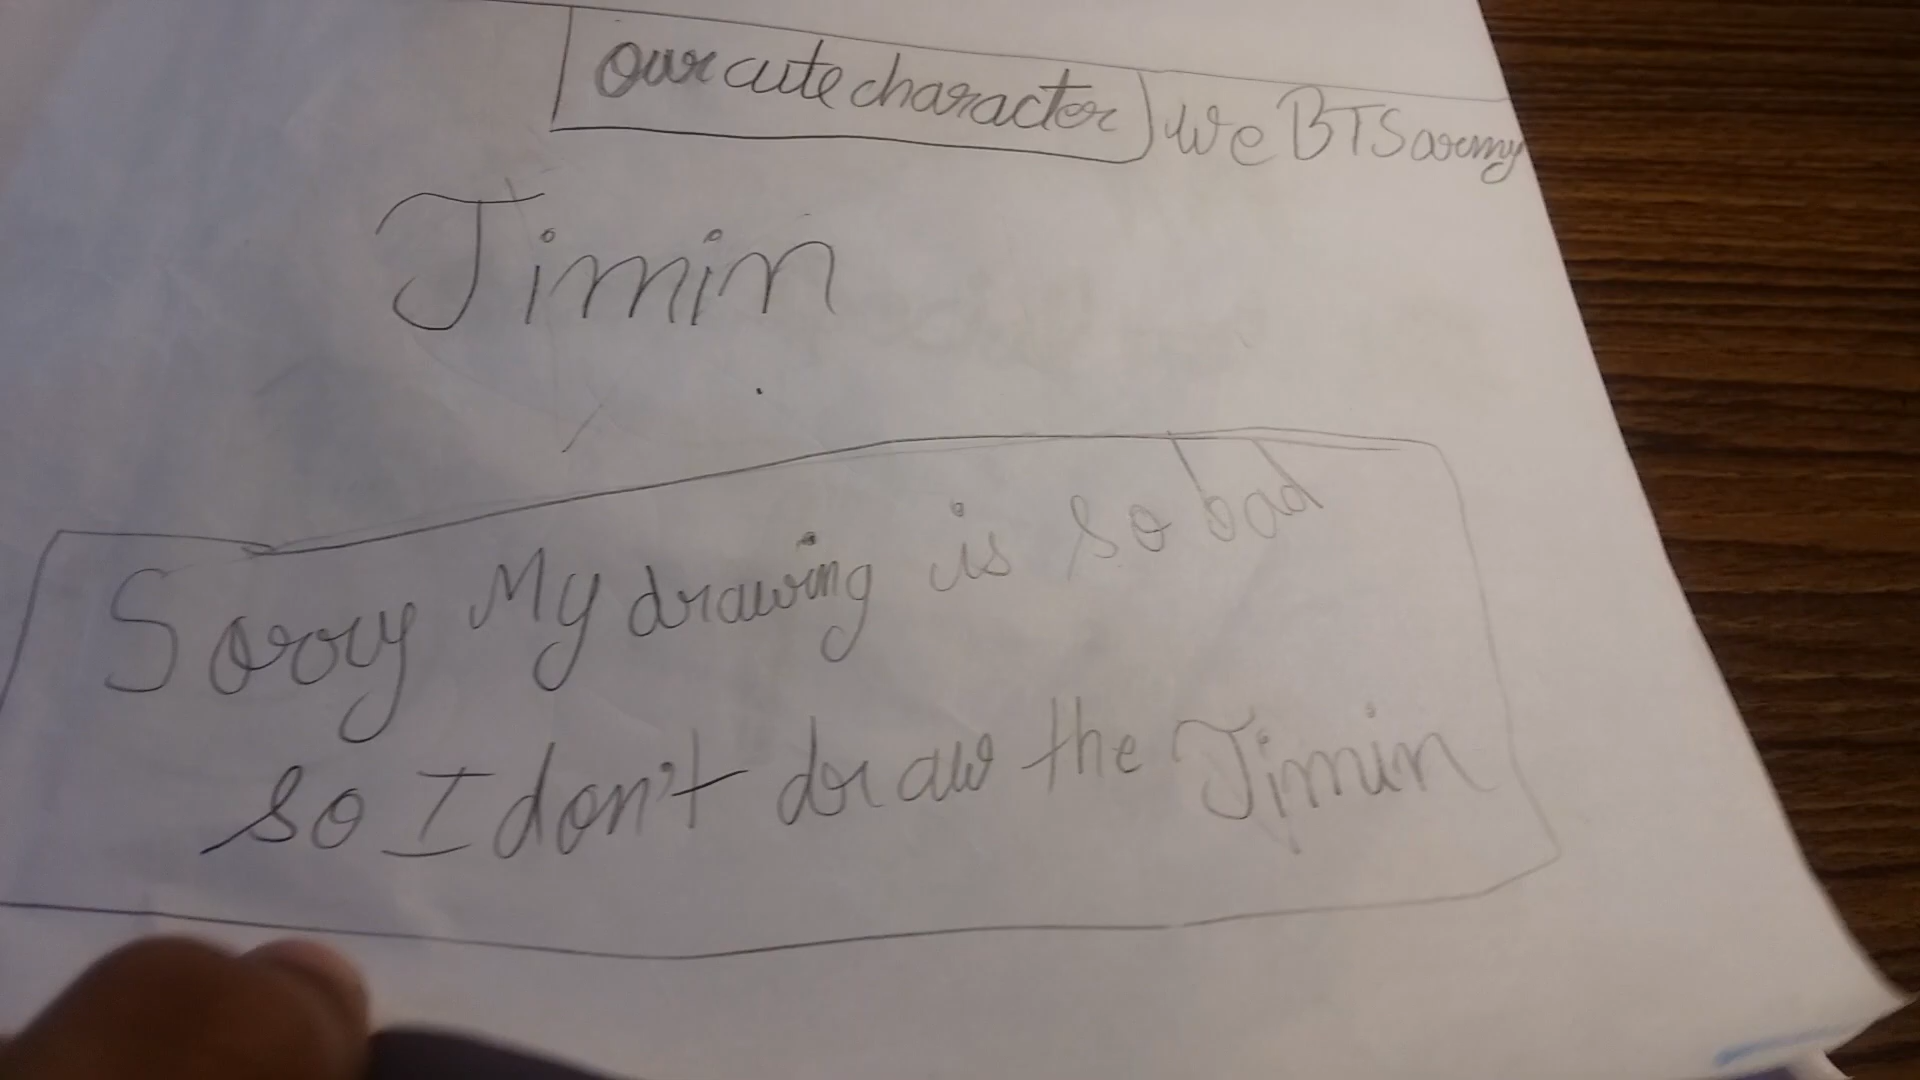 our cute character we BTS army
Jimin
Sorry My drawing is so bad
so I don't draw the Jimin